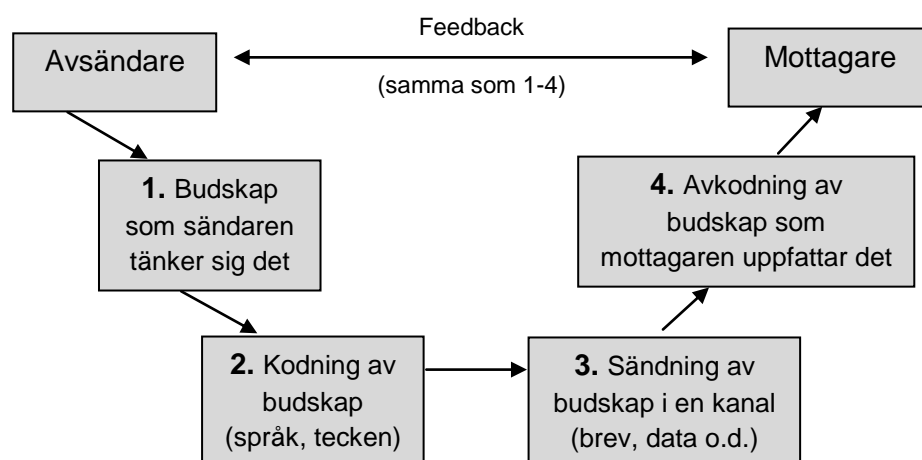 Feedback
Avsändare
Mottagare
(samma som 1-4)
1. Budskap
som sändaren
tänker sig det
4. Avkodning av
budskap som
mottagaren uppfattar det
2. Kodning av
budskap
(språk, tecken)
3. Sändning av
budskap i en kanal
(brev, data o.d.)